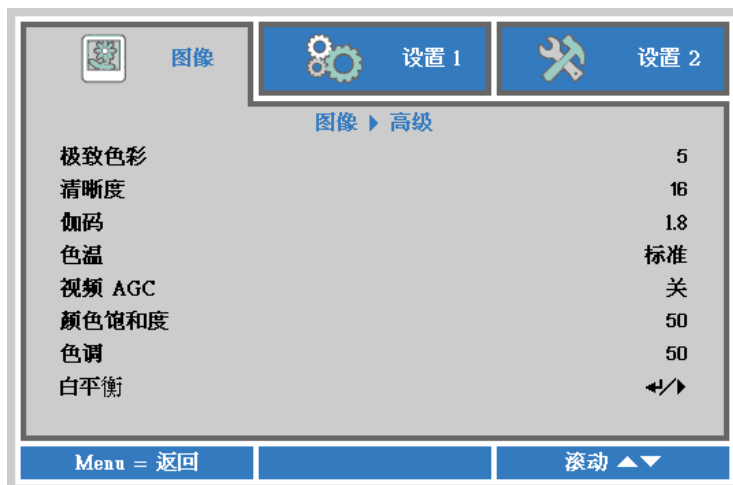 图像 设置 1 设置 2
图像 ▶ 高级
极致色彩 5
清晰度 16
伽码 1.8
色温 标准
视频 AGC 关
颜色饱和度 50
色调 50
白平衡 ↵/▶
Menu = 返回 滚动 ▲▼